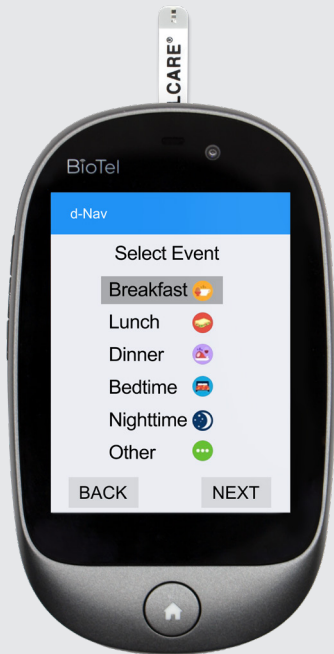 LCARE®
BioTel
d-Nav
Select Event
Breakfast
Lunch
Dinner
Bedtime
Nighttime
Other
BACK
NEXT